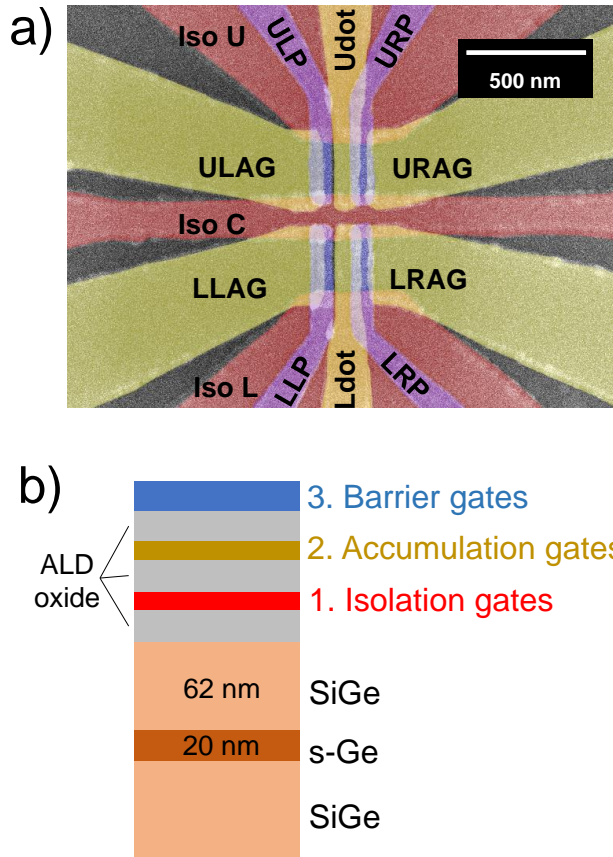 a)
Iso U
ULP
Udot
URP
500 nm
ULAG
URAG
Iso C
LLAG
LRAG
Iso L
LLP
Ldot
LRP
b)
3. Barrier gates
ALD
oxide
2. Accumulation gates
1. Isolation gates
62 nm
SiGe
20 nm
s-Ge
SiGe